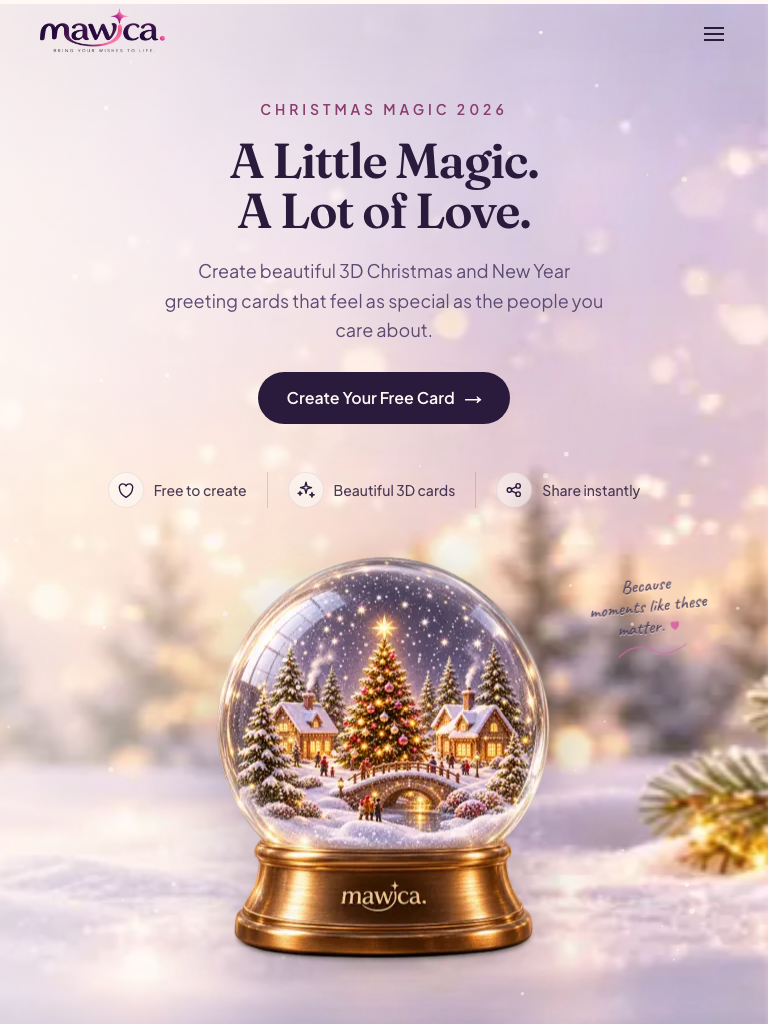 mawica.
BRING YOUR WISHES TO LIFE.
CHRISTMAS MAGIC 2026
A Little Magic.
A Lot of Love.
Create beautiful 3D Christmas and New Year
greeting cards that feel as special as the people you
care about.
Create Your Free Card →
Free to create
Beautiful 3D cards
Share instantly
Because
moments like these
matter.
mawica.